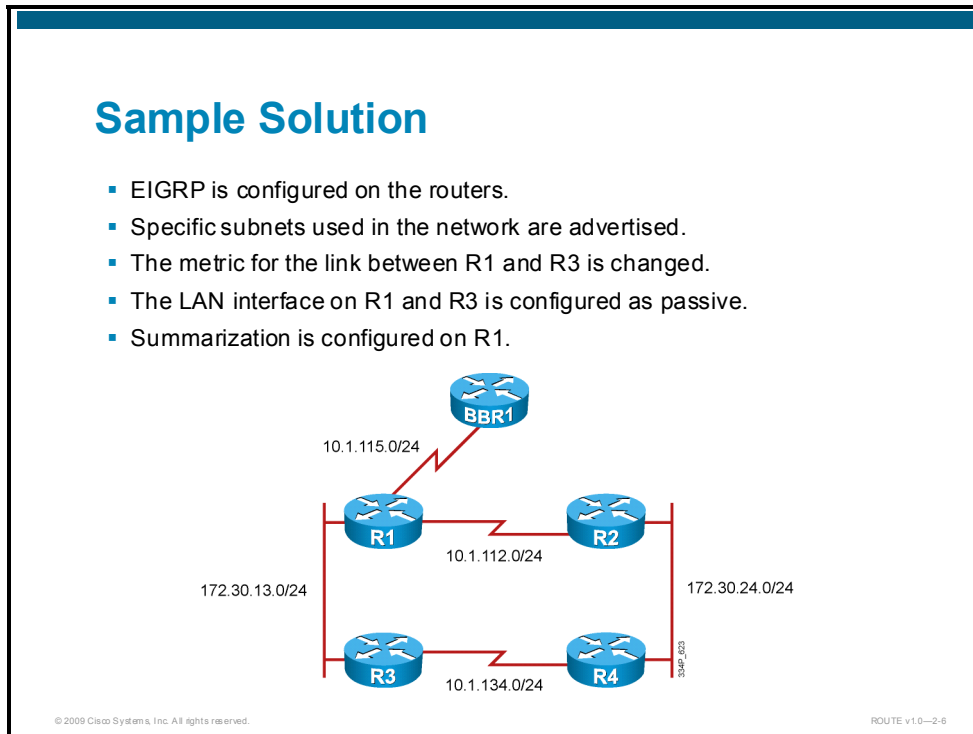 Sample Solution
EIGRP is configured on the routers.
Specific subnets used in the network are advertised.
The metric for the link between R1 and R3 is changed.
The LAN interface on R1 and R3 is configured as passive.
Summarization is configured on R1.
BBR1
10.1.115.0/24
R1
R2
10.1.112.0/24
172.30.13.0/24
172.30.24.0/24
R3
R4
10.1.134.0/24
334P_623
© 2009 Cisco Systems, Inc. All rights reserved.
ROUTE v1.0—2-6